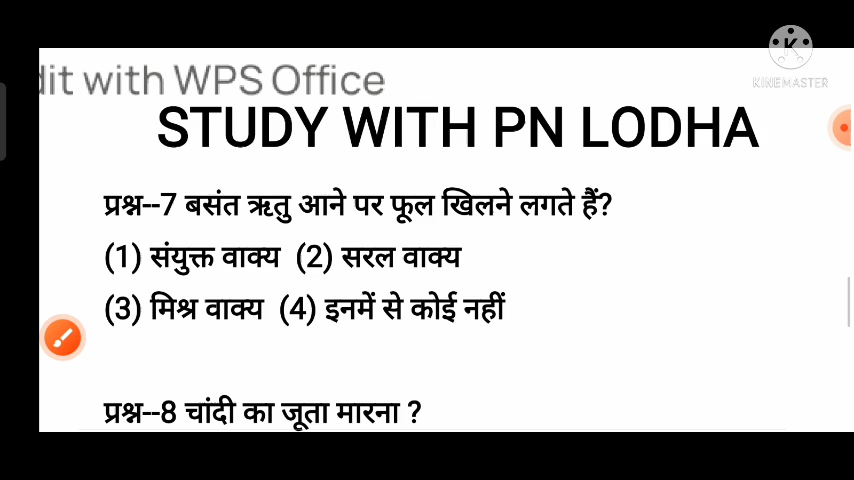 dit with WPS Office
KINEMASTER
STUDY WITH PN LODHA
प्रश्न--7 बसंत ऋतु आने पर फूल खिलने लगते हैं?
(1) संयुक्त वाक्य (2) सरल वाक्य
(3) मिश्र वाक्य (4) इनमें से कोई नहीं
प्रश्न--8 चांदी का जूता मारना ?